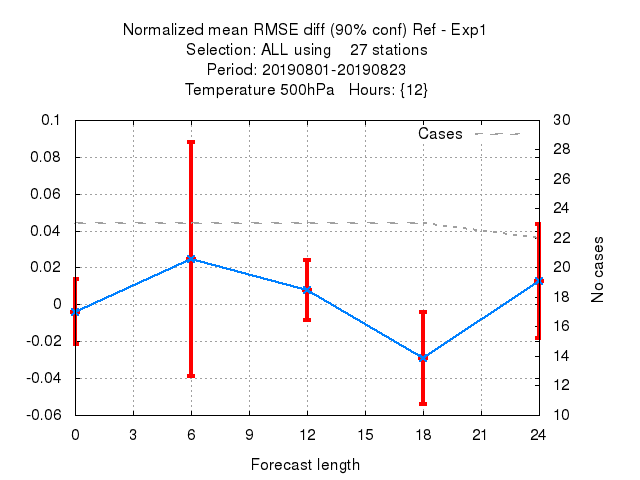 Normalized mean RMSE diff (90% conf) Ref - Exp1
Selection: ALL using    27 stations
Period: 20190801-20190823
Temperature 500hPa   Hours: {12}
0.1
0.08
0.06
0.04
0.02
0
-0.02
-0.04
-0.06
Cases
30
28
26
24
22
20
18
16
14
12
10
No cases
0 3 6 9 12 15 18 21 24
Forecast length